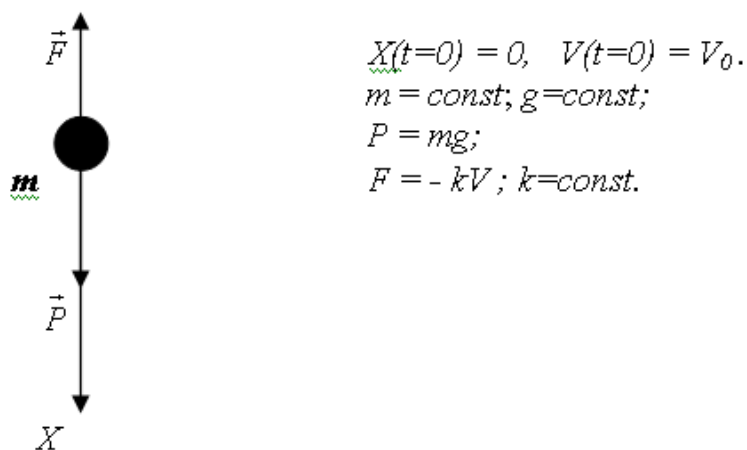 F⃗
X(t=0) = 0, V(t=0) = V₀.
m = const; g=const;
P = mg;
m
F = - kV ; k=const.
P⃗
X